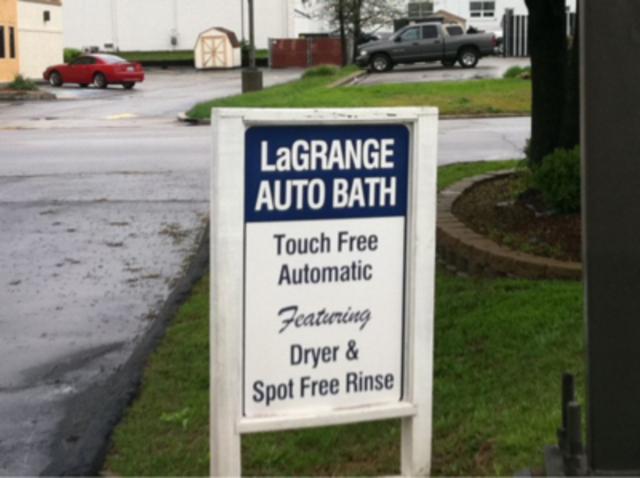 LaGRANGE
AUTO BATH
Touch Free
Automatic
Featuring
Dryer &
Spot Free Rinse